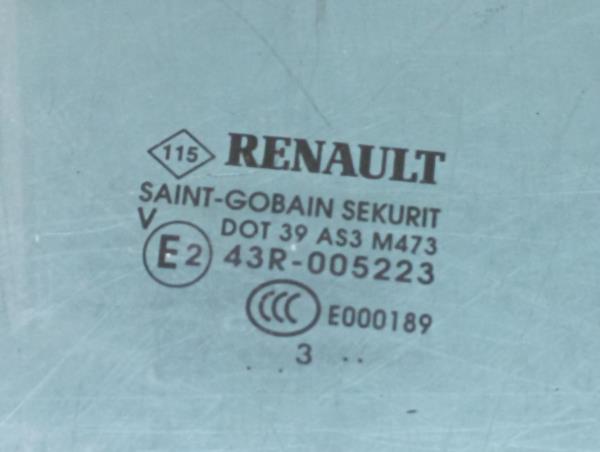 115 RENAULT
SAINT-GOBAIN SEKURIT
V DOT 39 AS3 M473
E2 43R-005223
CCC E000189
. 3 ..